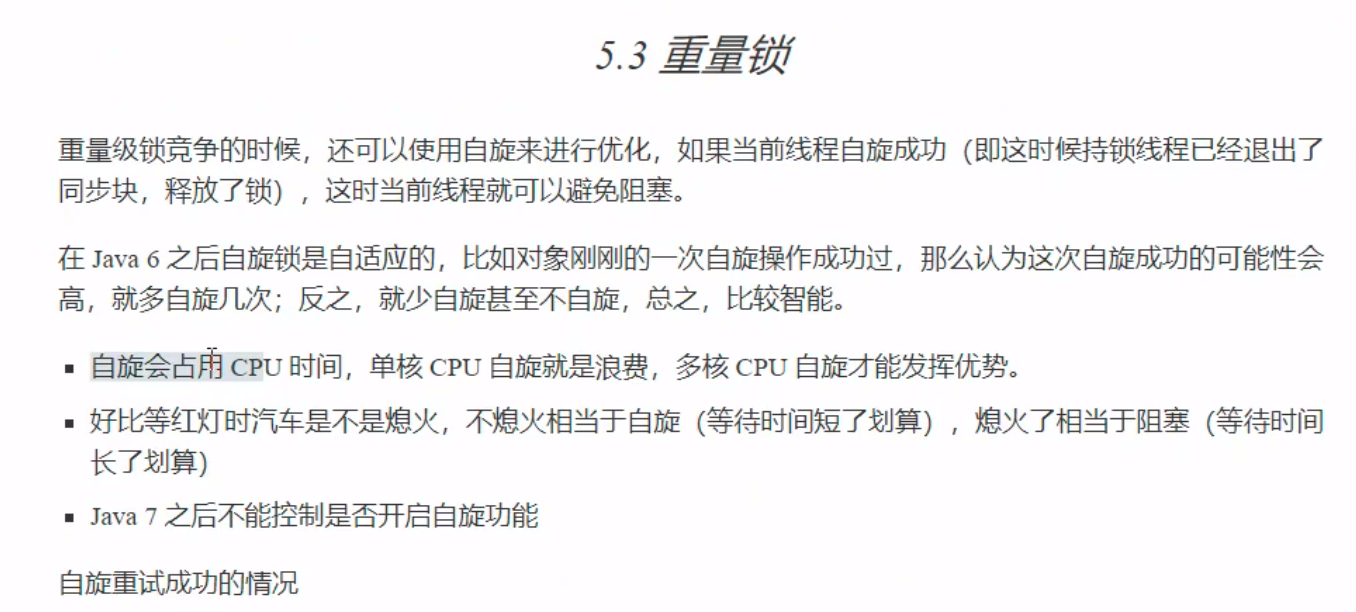 5.3 重量锁
重量级锁竞争的时候，还可以使用自旋来进行优化，如果当前线程自旋成功（即这时候持锁线程已经退出了
同步块，释放了锁），这时当前线程就可以避免阻塞。
在 Java 6 之后自旋锁是自适应的，比如对象刚刚的一次自旋操作成功过，那么认为这次自旋成功的可能性会
高，就多自旋几次；反之，就少自旋甚至不自旋，总之，比较智能。
▪ 自旋会占用 CPU 时间，单核 CPU 自旋就是浪费，多核 CPU 自旋才能发挥优势。
▪ 好比等红灯时汽车是不是熄火，不熄火相当于自旋（等待时间短了划算），熄火了相当于阻塞（等待时间
长了划算）
▪ Java 7 之后不能控制是否开启自旋功能
自旋重试成功的情况